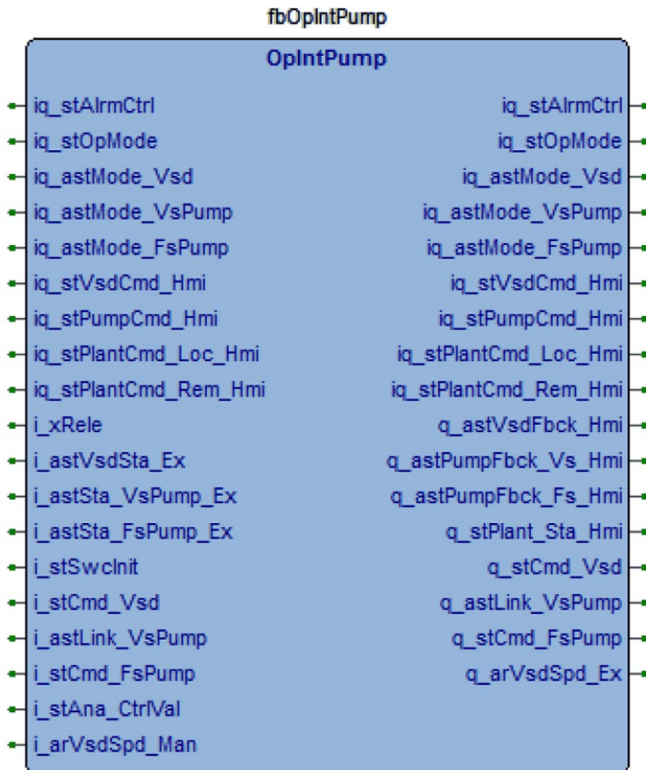 fbOpIntPump
OpIntPump
iq_stAlrmCtrl iq_stAlrmCtrl
iq_stOpMode iq_stOpMode
iq_astMode_Vsd iq_astMode_Vsd
iq_astMode_VsPump iq_astMode_VsPump
iq_astMode_FsPump iq_astMode_FsPump
iq_stVsdCmd_Hmi iq_stVsdCmd_Hmi
iq_stPumpCmd_Hmi iq_stPumpCmd_Hmi
iq_stPlantCmd_Loc_Hmi iq_stPlantCmd_Loc_Hmi
iq_stPlantCmd_Rem_Hmi iq_stPlantCmd_Rem_Hmi
i_xRele q_astVsdFbck_Hmi
i_astVsdSta_Ex q_astPumpFbck_Vs_Hmi
i_astSta_VsPump_Ex q_astPumpFbck_Fs_Hmi
i_astSta_FsPump_Ex q_stPlant_Sta_Hmi
i_stSwcInit q_stCmd_Vsd
i_stCmd_Vsd q_astLink_VsPump
i_astLink_VsPump q_stCmd_FsPump
i_stCmd_FsPump q_arVsdSpd_Ex
i_stAna_CtrlVal
i_arVsdSpd_Man